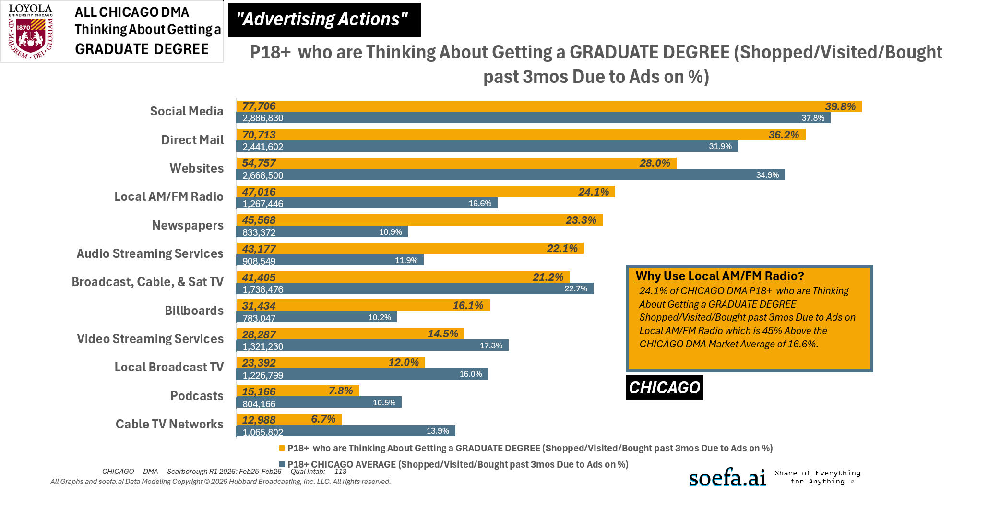 LOYOLA
UNIVERSITY CHICAGO
1870
AD • MAJOREM • DEI • GLORIAM
ALL CHICAGO DMA
Thinking About Getting a
GRADUATE DEGREE
"Advertising Actions"
P18+ who are Thinking About Getting a GRADUATE DEGREE (Shopped/Visited/Bought
past 3mos Due to Ads on %)
Social Media
77,706
39.8%
2,886,830
37.8%
Direct Mail
70,713
36.2%
2,441,602
31.9%
Websites
54,757
28.0%
2,668,500
34.9%
Local AM/FM Radio
47,016
24.1%
1,267,446
16.6%
Newspapers
45,568
23.3%
833,372
10.9%
Audio Streaming Services
43,177
22.1%
908,549
11.9%
Broadcast, Cable, & Sat TV
41,405
21.2%
1,738,476
22.7%
Billboards
31,434
16.1%
783,047
10.2%
Video Streaming Services
28,287
14.5%
1,321,230
17.3%
Local Broadcast TV
23,392
12.0%
1,226,799
16.0%
Podcasts
15,166
7.8%
804,166
10.5%
Cable TV Networks
12,988
6.7%
1,065,802
13.9%
Why Use Local AM/FM Radio?
24.1% of CHICAGO DMA P18+ who are Thinking
About Getting a GRADUATE DEGREE
Shopped/Visited/Bought past 3mos Due to Ads on
Local AM/FM Radio which is 45% Above the
CHICAGO DMA Market Average of 16.6%.
CHICAGO
P18+ who are Thinking About Getting a GRADUATE DEGREE (Shopped/Visited/Bought past 3mos Due to Ads on %)
P18+ CHICAGO AVERAGE (Shopped/Visited/Bought past 3mos Due to Ads on %)
CHICAGO DMA Scarborough R1 2026: Feb25-Feb26 Qual Intab: 113
All Graphs and soefa.ai Data Modeling Copyright © 2026 Hubbard Broadcasting, Inc. LLC. All rights reserved.
soefa.ai
Share of Everything
for Anything ©